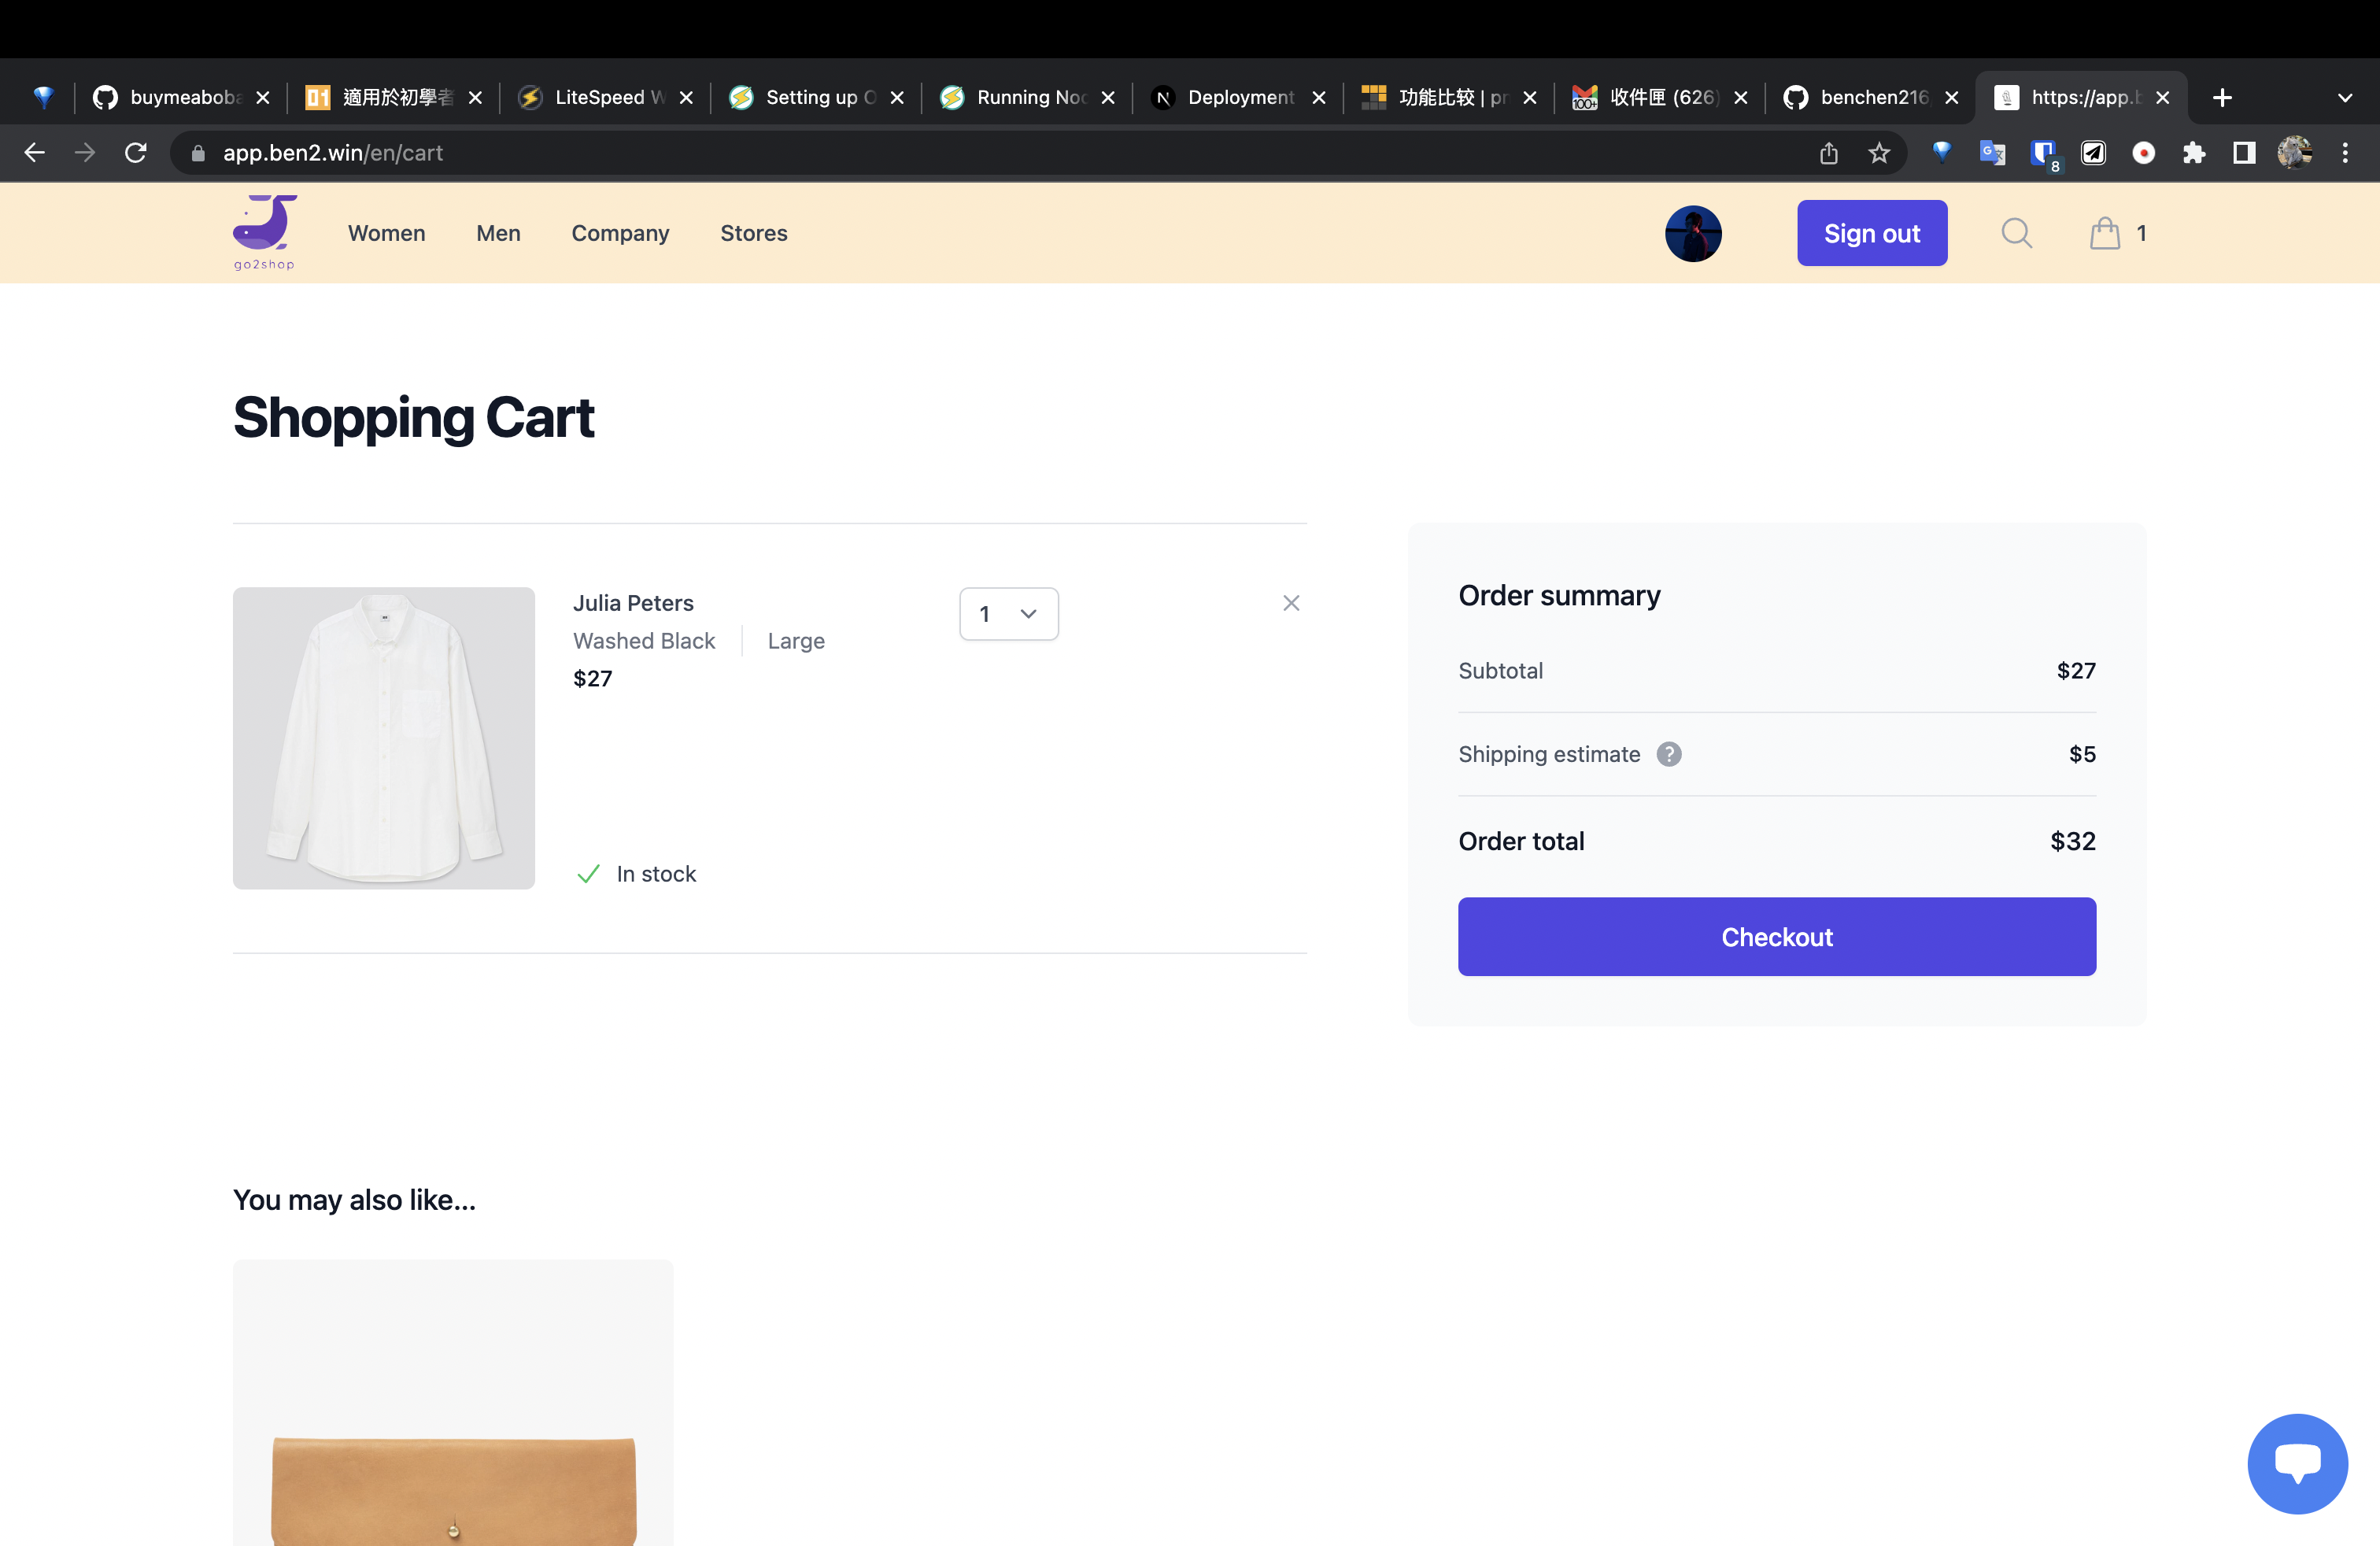 buymeaboba
適用於初學者
LiteSpeed W
Setting up O
Running Noc
Deployment
功能比较 | pr
收件匣 (626)
benchen216
https://app.b
app.ben2.win/en/cart
8
go2shop
Women
Men
Company
Stores
Sign out
1
Shopping Cart
Julia Peters
1
Washed Black
Large
$27
In stock
Order summary
Subtotal
$27
Shipping estimate
?
$5
Order total
$32
Checkout
You may also like...